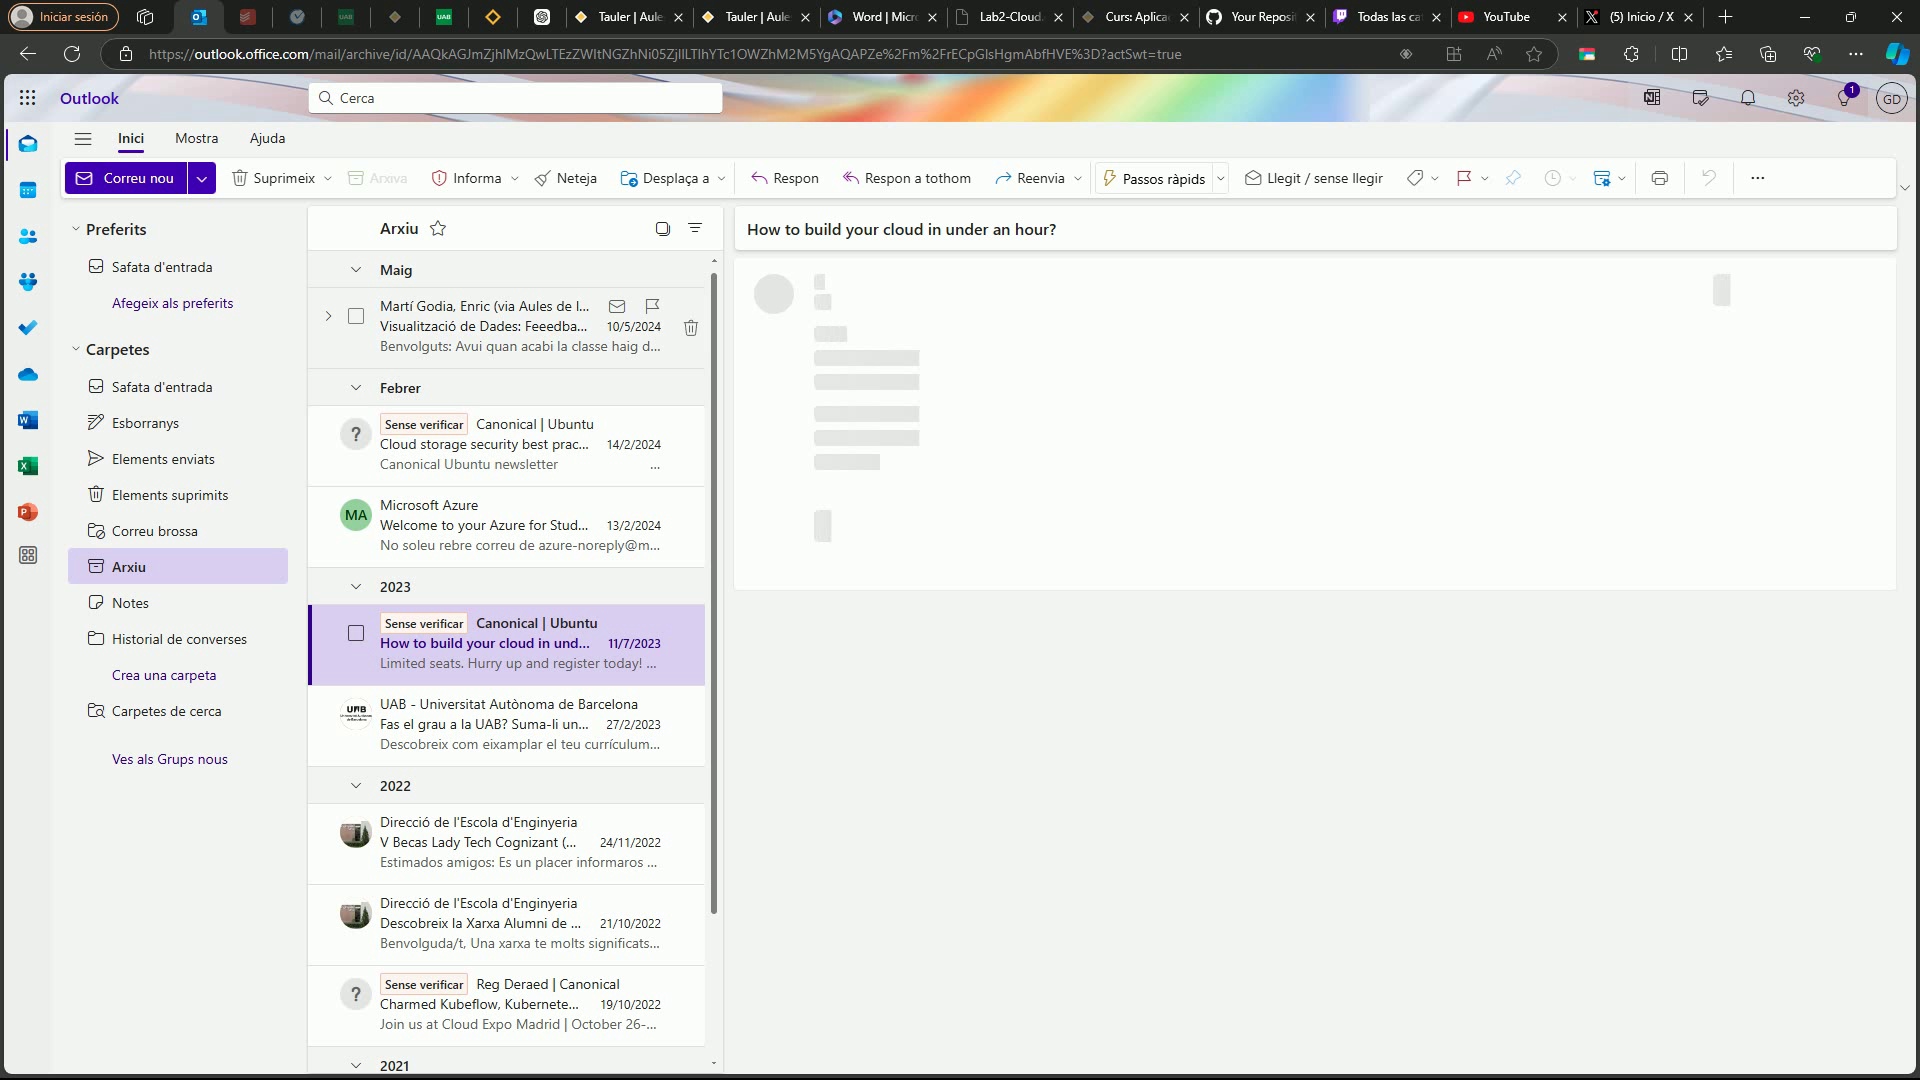 Iniciar sesión
Tauler | Aule
Tauler | Aule
Word | Micr
Lab2-Cloud
Curs: Aplica
Your Reposi
Todas las ca
YouTube
(5) Inicio / X
https://outlook.office.com/mail/archive/id/AAQkAGJmZjhlMzQwLTEzZWItNGZhNi05ZjllLTlhYTc1OWZhM2M5YgAQAPZe%2Fm%2FrECpGlsHgmAbfHVE%3D?actSwt=true
Outlook
Cerca
1
GD
Inici
Mostra
Ajuda
Correu nou
Suprimeix
Arxiva
Informa
Neteja
Desplaça a
Respon
Respon a tothom
Reenvia
Passos ràpids
Llegit / sense llegir
Preferits
Safata d'entrada
Afegeix als preferits
Carpetes
Safata d'entrada
Esborranys
Elements enviats
Elements suprimits
Correu brossa
Arxiu
Notes
Historial de converses
Crea una carpeta
Carpetes de cerca
Ves als Grups nous
Arxiu
Maig
Martí Godia, Enric (via Aules de l...
Visualització de Dades: Feeedba... 10/5/2024
Benvolguts: Avui quan acabi la classe haig d...
Febrer
? Sense verificar Canonical | Ubuntu
Cloud storage security best prac... 14/2/2024
Canonical Ubuntu newsletter ...
MA Microsoft Azure
Welcome to your Azure for Stud... 13/2/2024
No soleu rebre correu de azure-noreply@m...
2023
Sense verificar Canonical | Ubuntu
How to build your cloud in und... 11/7/2023
Limited seats. Hurry up and register today! ...
UAB UAB - Universitat Autònoma de Barcelona
Fas el grau a la UAB? Suma-li un... 27/2/2023
Descobreix com eixamplar el teu currículum...
2022
Direcció de l'Escola d'Enginyeria
V Becas Lady Tech Cognizant (... 24/11/2022
Estimados amigos: Es un placer informaros ...
Direcció de l'Escola d'Enginyeria
Descobreix la Xarxa Alumni de ... 21/10/2022
Benvolguda/t, Una xarxa te molts significats...
? Sense verificar Reg Deraed | Canonical
Charmed Kubeflow, Kubernete... 19/10/2022
Join us at Cloud Expo Madrid | October 26-...
2021
How to build your cloud in under an hour?